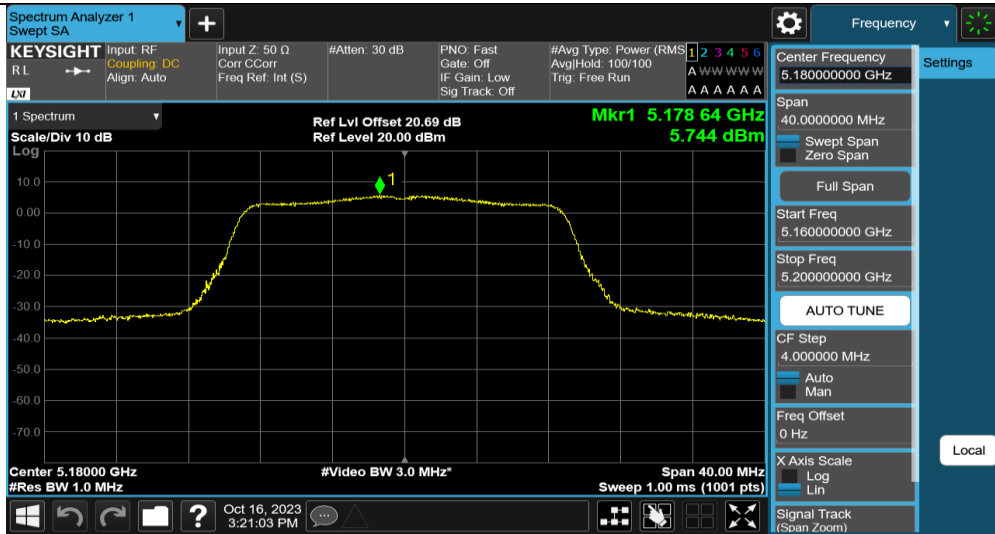 Spectrum Analyzer 1
Swept SA
+
Frequency
KEYSIGHT
R L
LXI
Input: RF
Coupling: DC
Align: Auto
Input Z: 50 Ω
Corr CCorr
Freq Ref: Int (S)
#Atten: 30 dB
PNO: Fast
Gate: Off
IF Gain: Low
Sig Track: Off
#Avg Type: Power (RMS
Avg|Hold: 100/100
Trig: Free Run
1 2 3 4 5 6
A W W W W W
A A A A A A
1 Spectrum
Scale/Div 10 dB
Log
Ref Lvl Offset 20.69 dB
Ref Level 20.00 dBm
Mkr1 5.178 64 GHz
5.744 dBm
1
10.0
0.00
-10.0
-20.0
-30.0
-40.0
-50.0
-60.0
-70.0
Center 5.18000 GHz
#Res BW 1.0 MHz
#Video BW 3.0 MHz*
Span 40.00 MHz
Sweep 1.00 ms (1001 pts)
Center Frequency
5.180000000 GHz
Span
40.0000000 MHz
Swept Span
Zero Span
Full Span
Start Freq
5.160000000 GHz
Stop Freq
5.200000000 GHz
AUTO TUNE
CF Step
4.000000 MHz
Auto
Man
Freq Offset
0 Hz
X Axis Scale
Log
Lin
Signal Track
(Span Zoom)
Settings
Local
?
Oct 16, 2023
3:21:03 PM